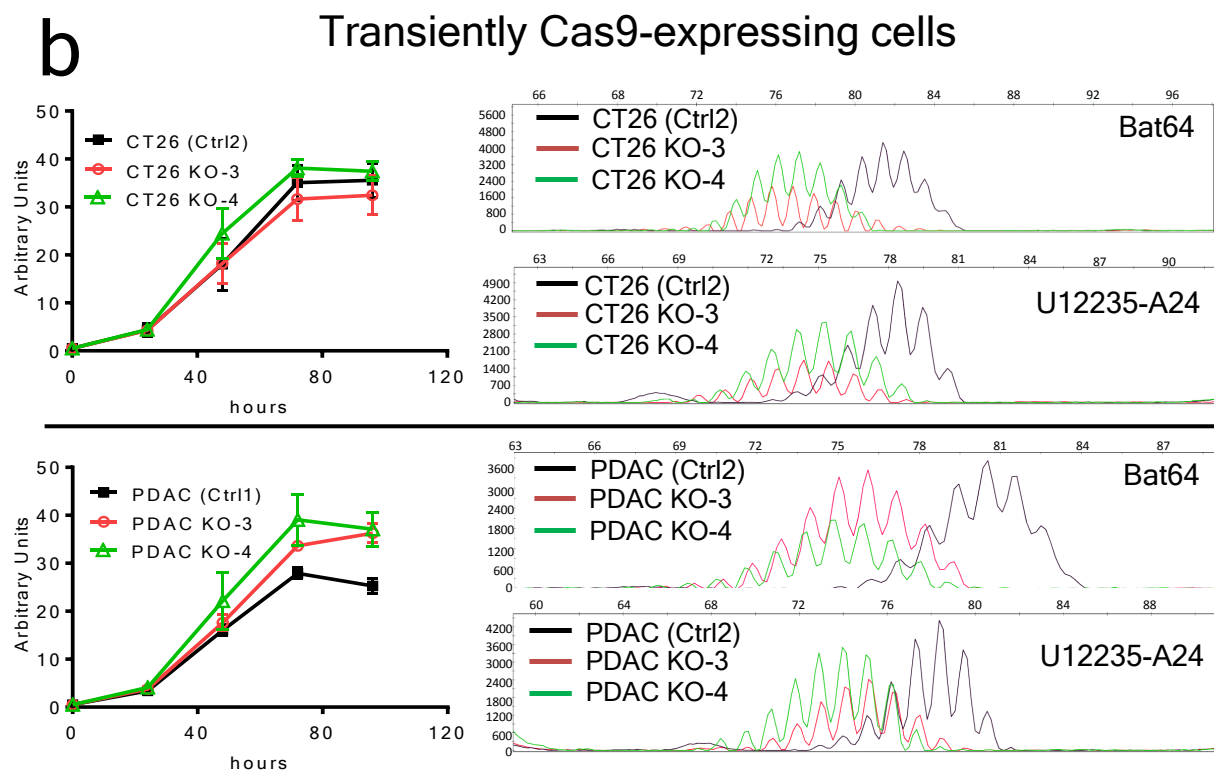 b
Transiently Cas9-expressing cells
50
40
30
20
10
0
Arbitrary Units
CT26 (Ctrl2)
CT26 KO-3
CT26 KO-4
0 40 80 120
hours
66 68 72 76 80 84 88 92 96
5600
4800
4000
3200
2400
1600
800
0
CT26 (Ctrl2)
CT26 KO-3
CT26 KO-4
Bat64
63 66 69 72 75 78 81 84 87 90
4900
4200
3500
2800
2100
1400
700
0
CT26 (Ctrl2)
CT26 KO-3
CT26 KO-4
U12235-A24
50
40
30
20
10
0
Arbitrary Units
PDAC (Ctrl1)
PDAC KO-3
PDAC KO-4
0 40 80 120
hours
63 66 69 72 75 78 81 84 87
3600
3000
2400
1800
1200
600
0
PDAC (Ctrl2)
PDAC KO-3
PDAC KO-4
Bat64
60 64 68 72 76 80 84 88
4200
3600
3000
2400
1800
1200
600
0
PDAC (Ctrl2)
PDAC KO-3
PDAC KO-4
U12235-A24